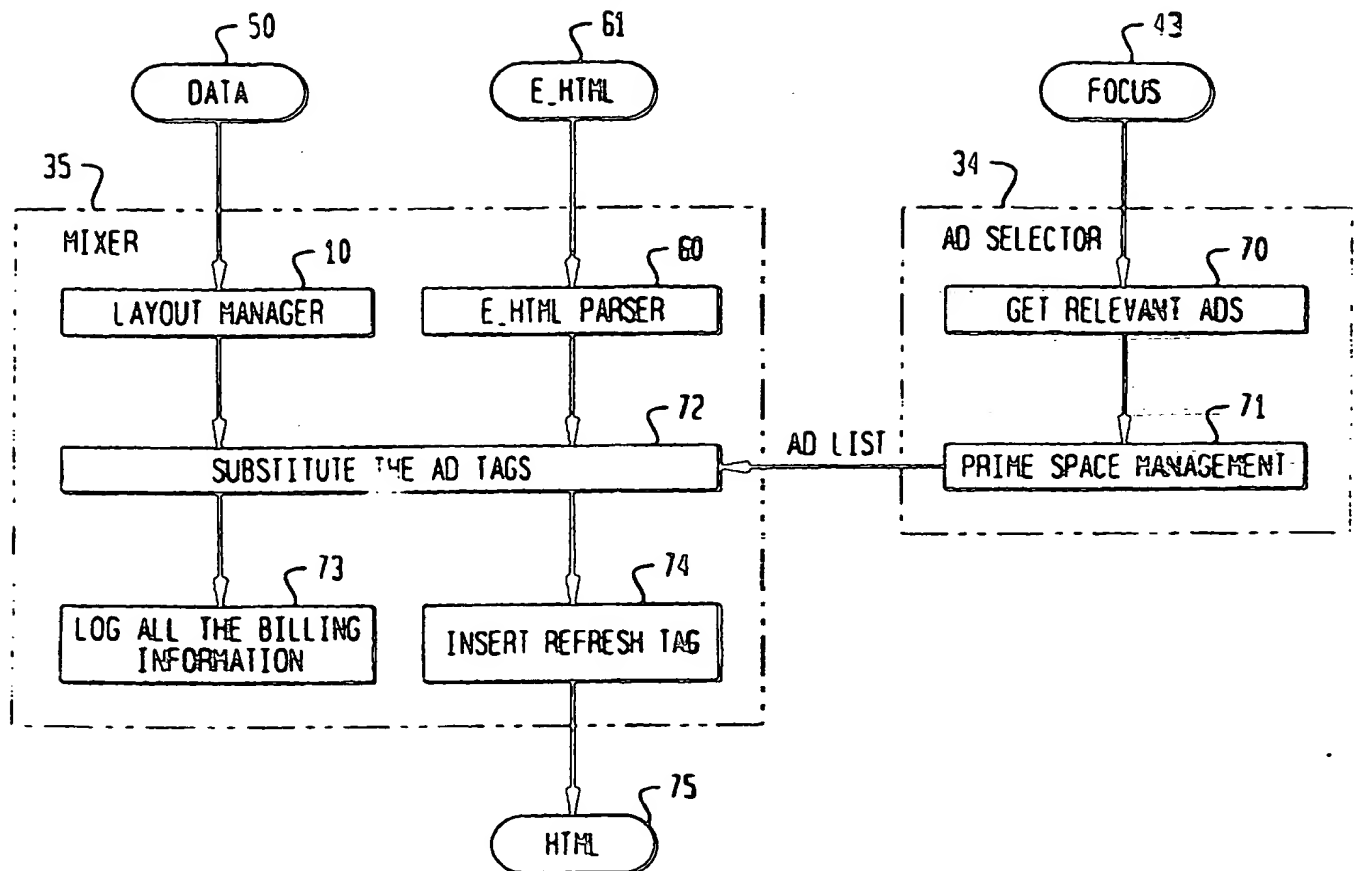 50
61
43
DATA
E_HTML
FOCUS
35
34
MIXER
AD SELECTOR
10
60
70
LAYOUT MANAGER
E_HTML PARSER
GET RELEVANT ADS
72
71
SUBSTITUTE THE AD TAGS
AD LIST
PRIME SPACE MANAGEMENT
73
74
LOG ALL THE BILLING
INFORMATION
INSERT REFRESH TAG
75
HTML